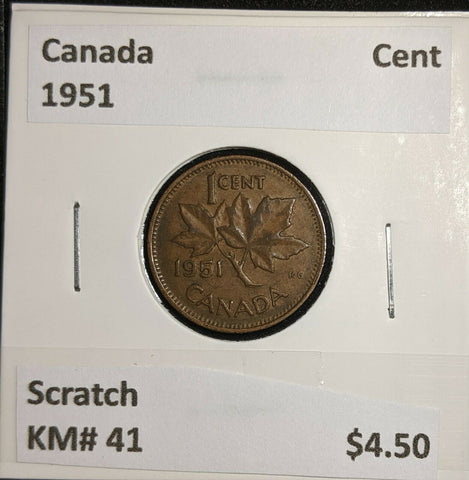 Canada Cent
1951
1 CENT
1951 KG
CANADA
Scratch
KM# 41 $4.50